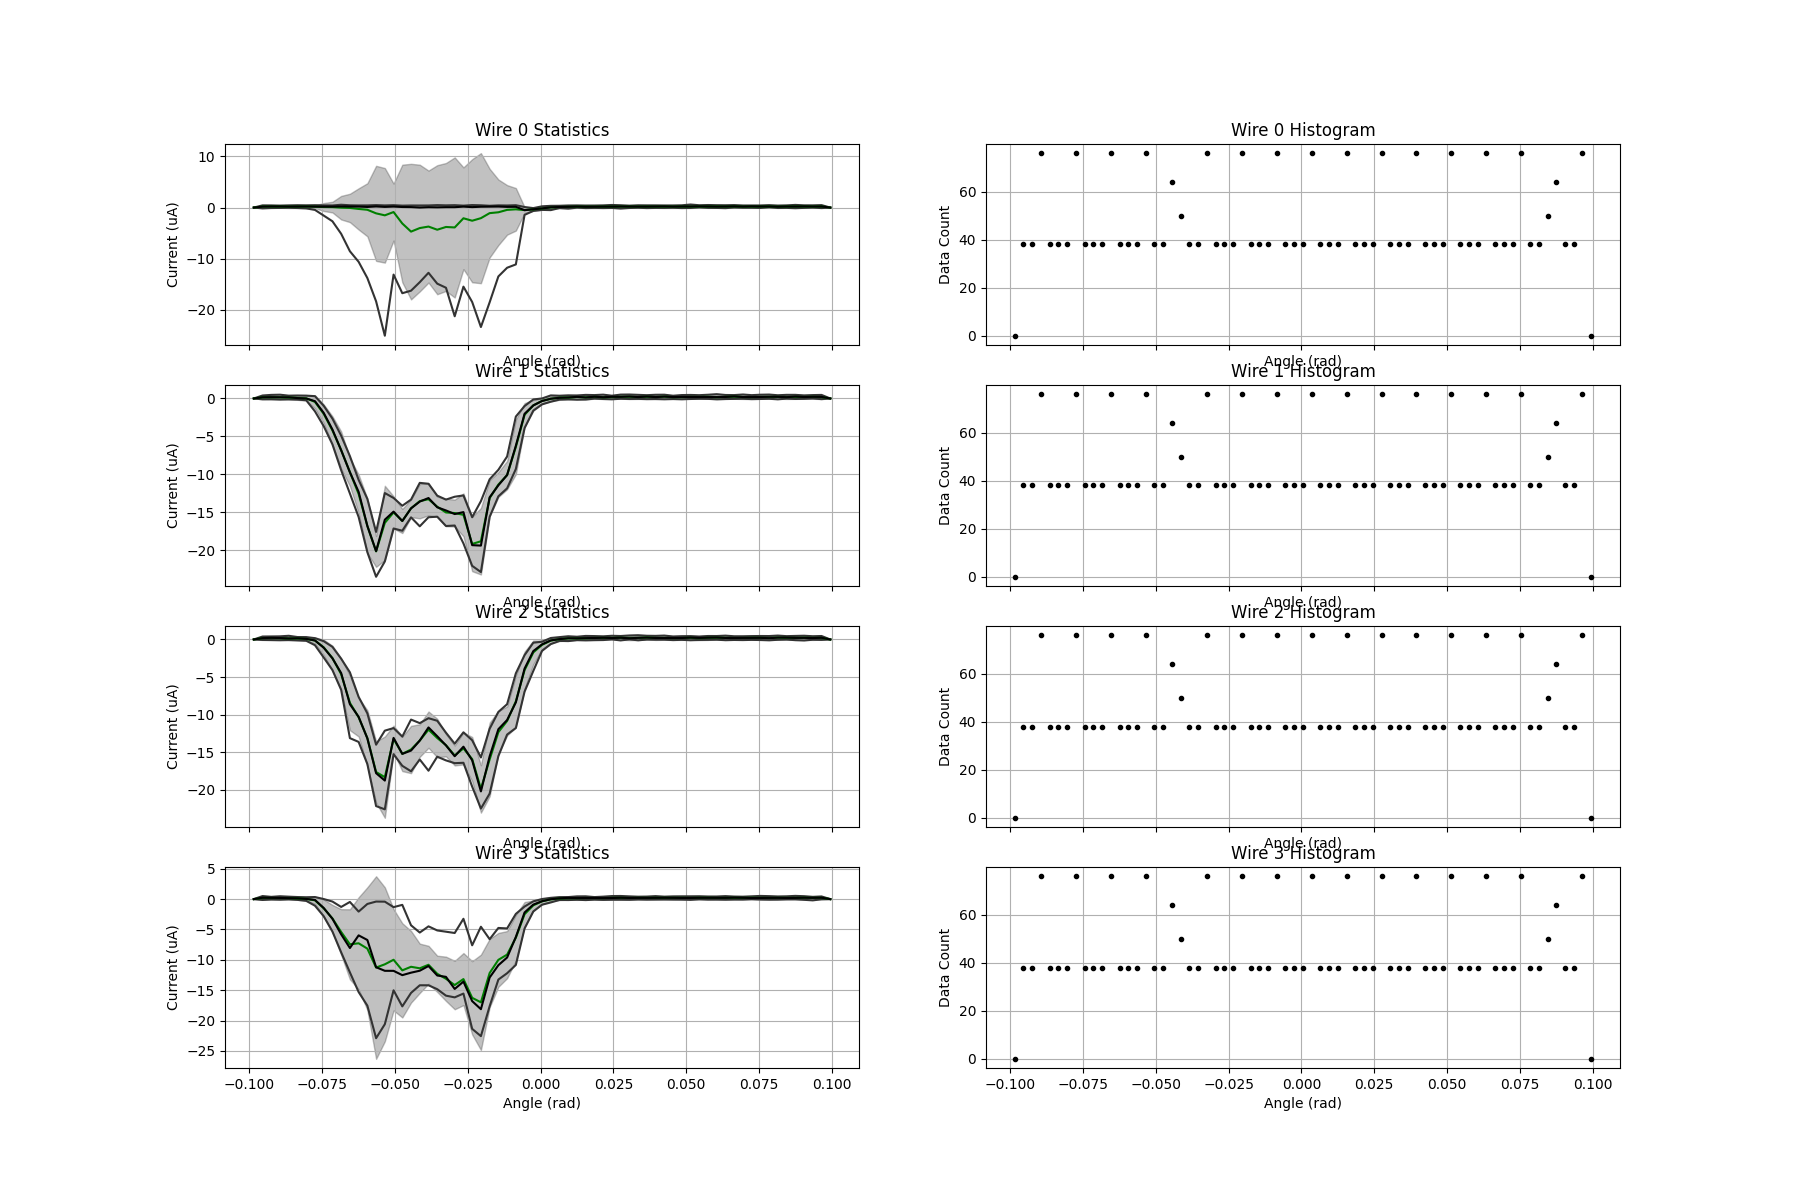 Wire 0 Statistics
10
0
−10
−20
Current (uA)
Angle (rad)
Wire 0 Histogram
60
40
20
0
Data Count
Angle (rad)
Wire 1 Statistics
0
−5
−10
−15
−20
Current (uA)
Angle (rad)
Wire 1 Histogram
60
40
20
0
Data Count
Angle (rad)
Wire 2 Statistics
0
−5
−10
−15
−20
Current (uA)
Angle (rad)
Wire 2 Histogram
60
40
20
0
Data Count
Angle (rad)
Wire 3 Statistics
5
0
−5
−10
−15
−20
−25
Current (uA)
−0.100 −0.075 −0.050 −0.025 0.000 0.025 0.050 0.075 0.100
Angle (rad)
Wire 3 Histogram
60
40
20
0
Data Count
−0.100 −0.075 −0.050 −0.025 0.000 0.025 0.050 0.075 0.100
Angle (rad)